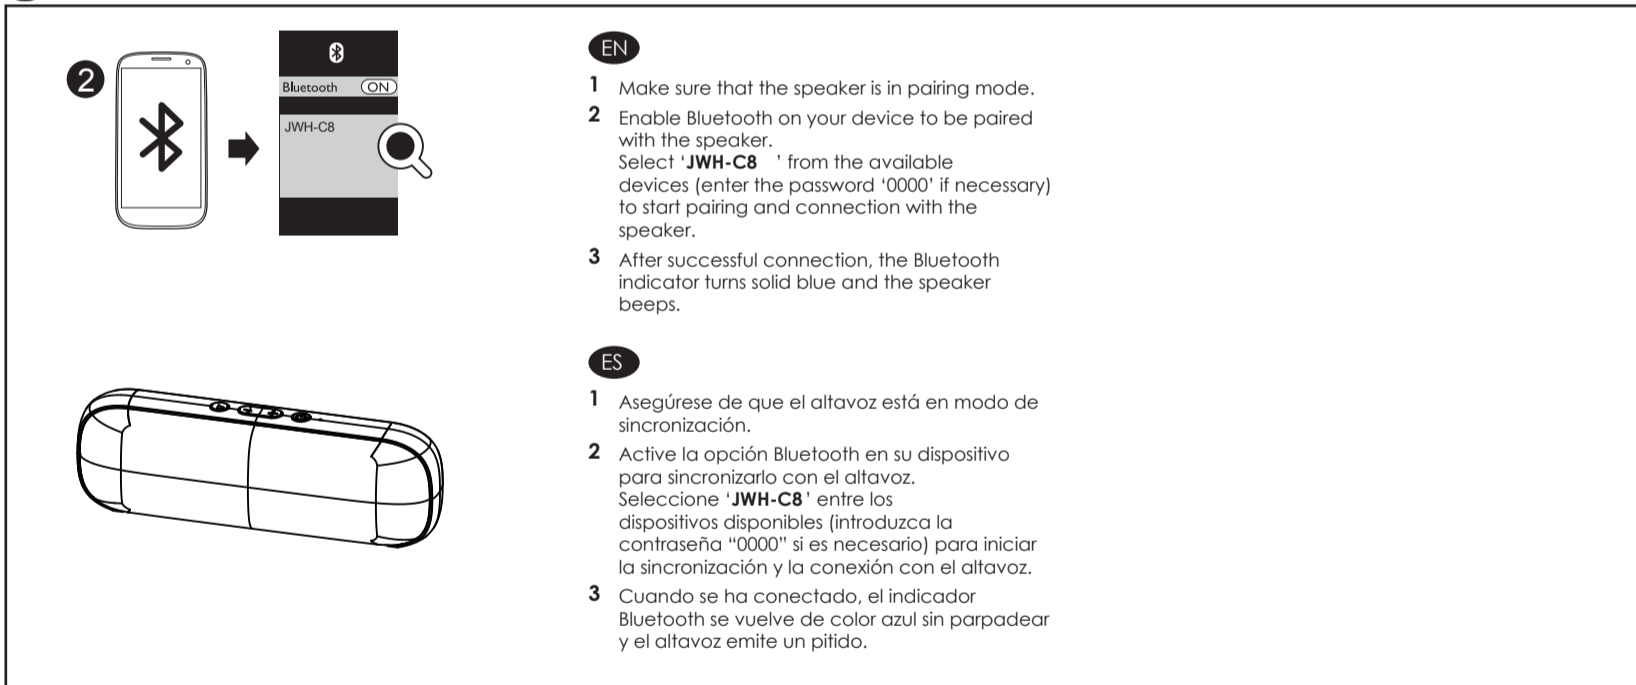 2
Bluetooth ON
JWH-C8
EN
1 Make sure that the speaker is in pairing mode.
2 Enable Bluetooth on your device to be paired
with the speaker.
Select ‘JWH-C8 ’ from the available
devices (enter the password ‘0000’ if necessary)
to start pairing and connection with the
speaker.
3 After successful connection, the Bluetooth
indicator turns solid blue and the speaker
beeps.
ES
1 Asegúrese de que el altavoz está en modo de
sincronización.
2 Active la opción Bluetooth en su dispositivo
para sincronizarlo con el altavoz.
Seleccione ‘JWH-C8’ entre los
dispositivos disponibles (introduzca la
contraseña “0000” si es necesario) para iniciar
la sincronización y la conexión con el altavoz.
3 Cuando se ha conectado, el indicador
Bluetooth se vuelve de color azul sin parpadear
y el altavoz emite un pitido.